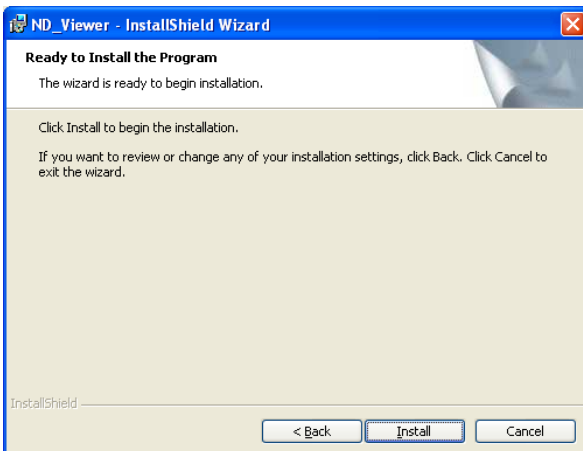 ND_Viewer - InstallShield Wizard
Ready to Install the Program
The wizard is ready to begin installation.
Click Install to begin the installation.
If you want to review or change any of your installation settings, click Back. Click Cancel to
exit the wizard.
InstallShield
< Back
Install
Cancel